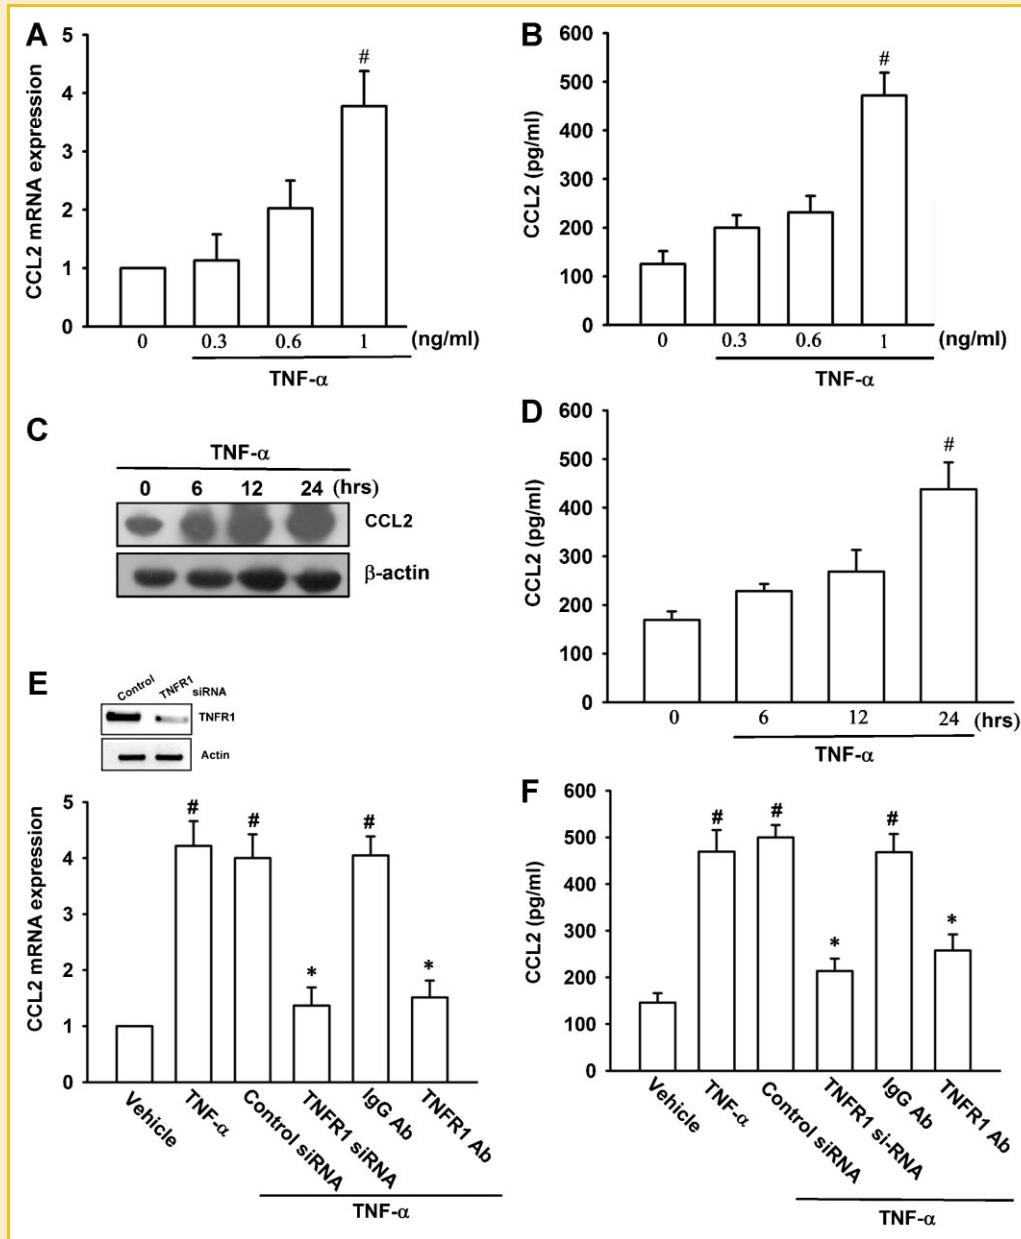 A
5
4
3
2
1
0
CCL2 mRNA expression
#
0 0.3 0.6 1 (ng/ml)
TNF-α
B
600
500
400
300
200
100
0
CCL2 (pg/ml)
#
0 0.3 0.6 1 (ng/ml)
TNF-α
C
TNF-α
0 6 12 24 (hrs)
CCL2
β-actin
D
600
500
400
300
200
100
0
CCL2 (pg/ml)
#
0 6 12 24 (hrs)
TNF-α
E
Control TNFR1 siRNA
TNFR1
Actin
5
4
3
2
1
0
CCL2 mRNA expression
# # * # *
Vehicle
TNF-α
Control siRNA
TNFR1 siRNA
IgG Ab
TNFR1 Ab
TNF-α
F
600
500
400
300
200
100
0
CCL2 (pg/ml)
# # * # *
Vehicle
TNF-α
Control siRNA
TNFR1 si-RNA
IgG Ab
TNFR1 Ab
TNF-α